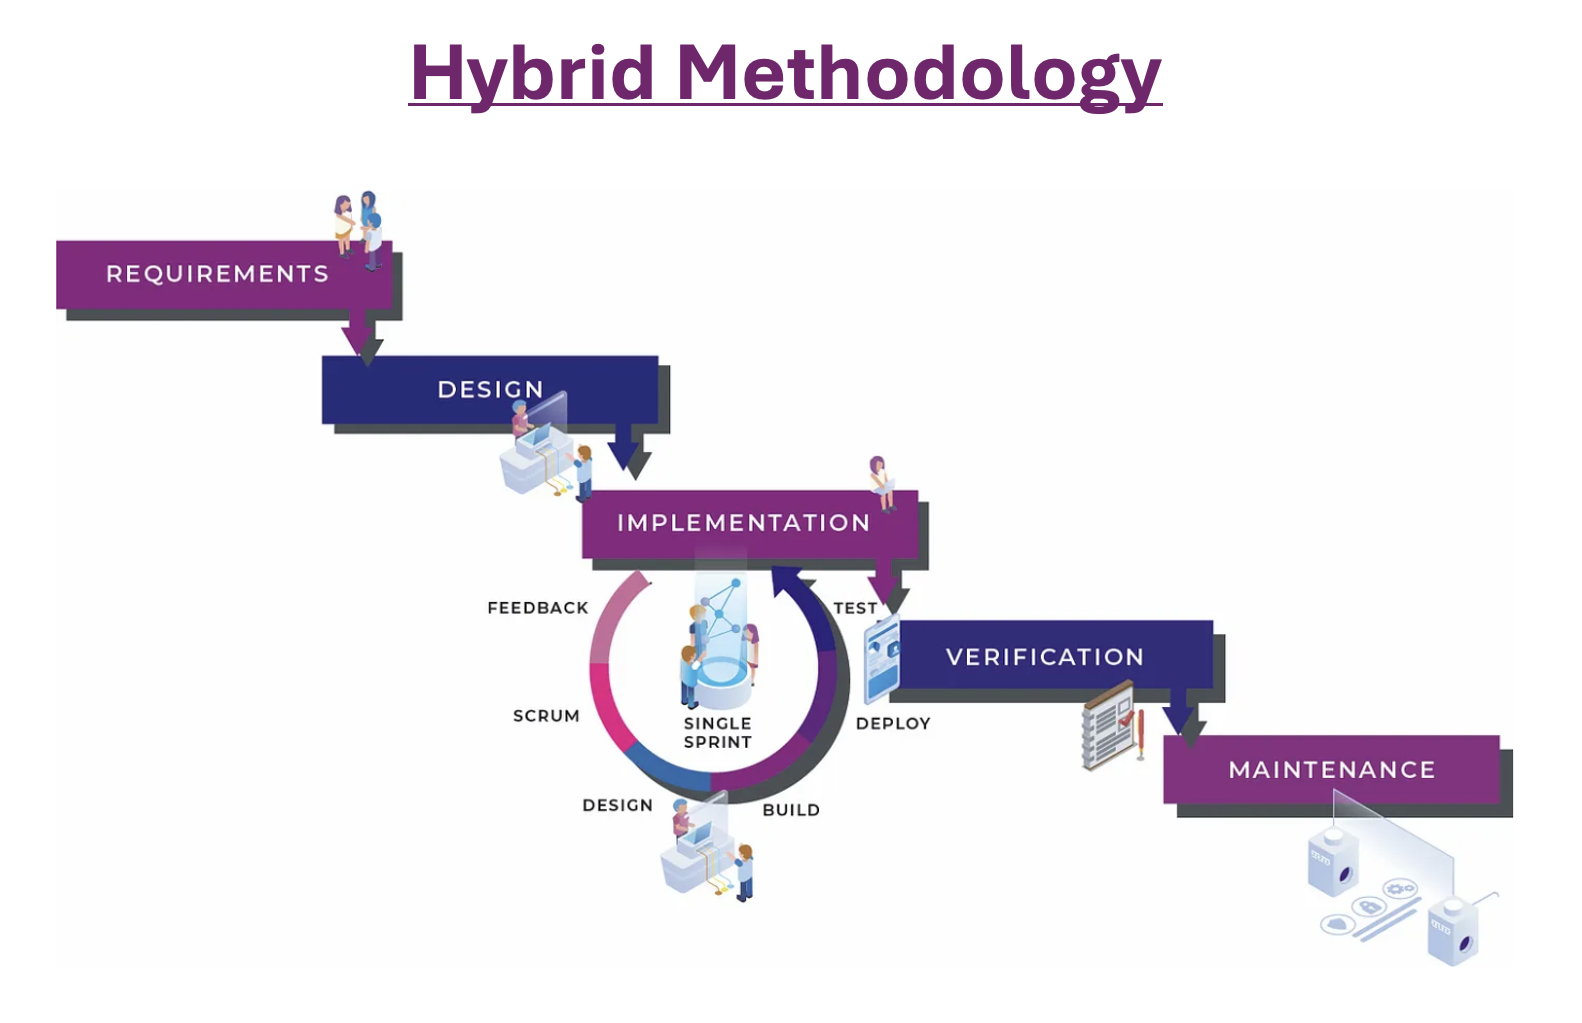 Hybrid Methodology
REQUIREMENTS
DESIGN
IMPLEMENTATION
FEEDBACK
TEST
VERIFICATION
SCRUM
SINGLE
SPRINT
DEPLOY
MAINTENANCE
DESIGN
BUILD